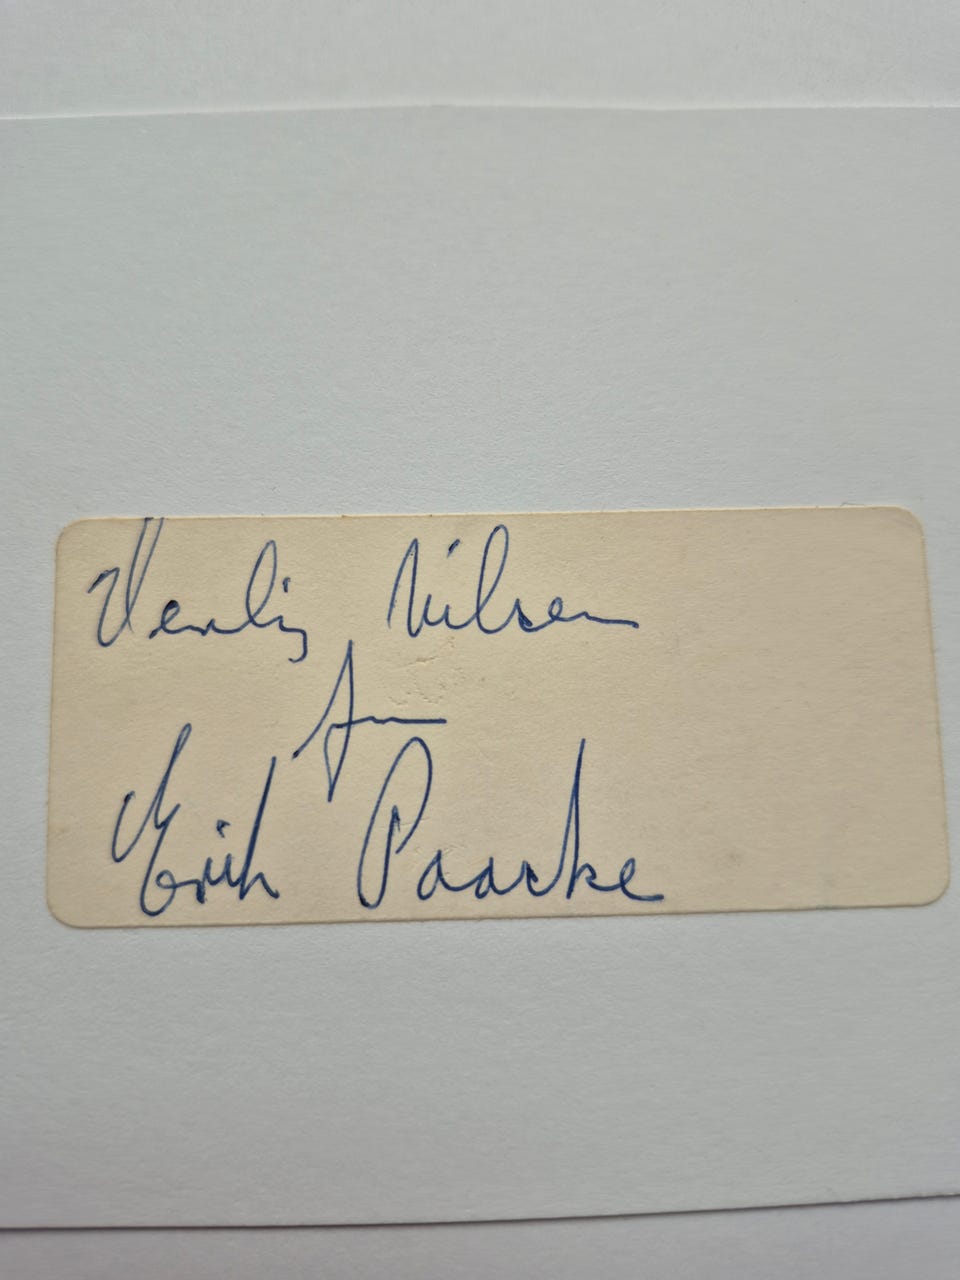 Venlig Hilsen
fra
Erik Paaske